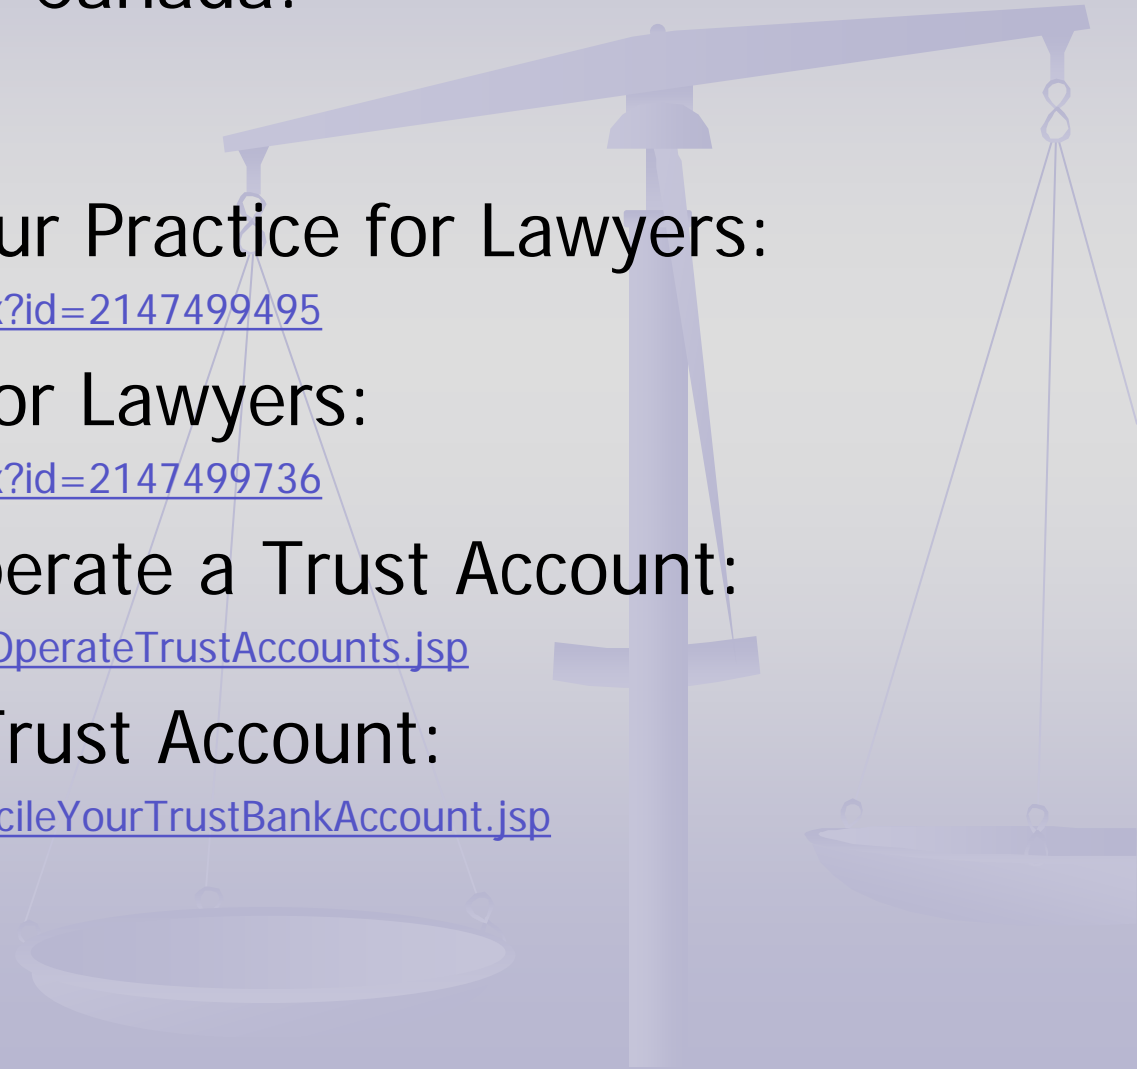 Canada:
ur Practice for Lawyers:
?id=2147499495
or Lawyers:
?id=2147499736
perate a Trust Account:
OperateTrustAccounts.jsp
Trust Account:
cileYourTrustBankAccount.jsp